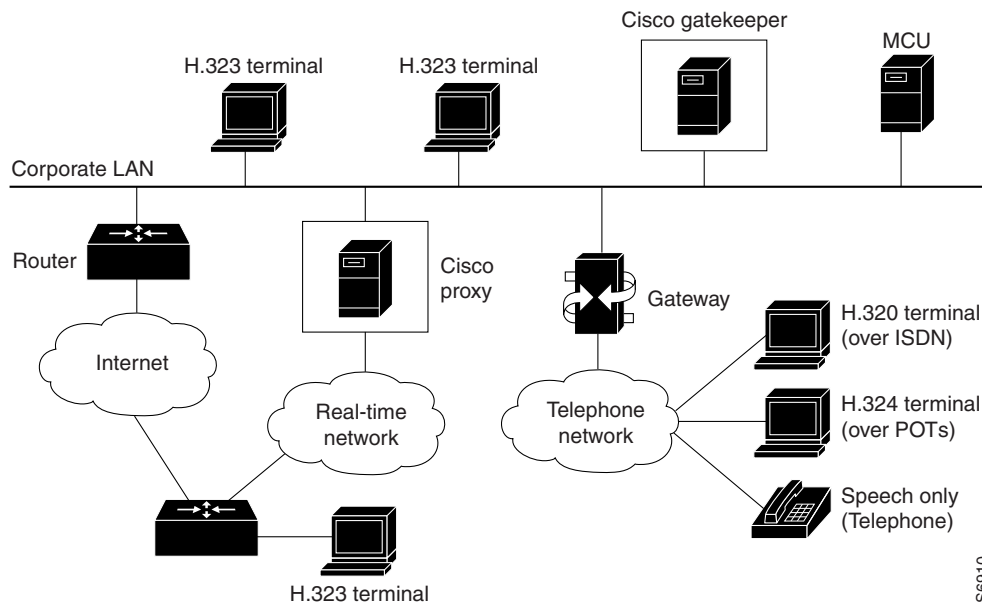 Cisco gatekeeper
MCU
H.323 terminal
H.323 terminal
Corporate LAN
Router
Cisco
proxy
Gateway
H.320 terminal
(over ISDN)
Internet
Real-time
network
Telephone
network
H.324 terminal
(over POTs)
Speech only
(Telephone)
H.323 terminal
S6910